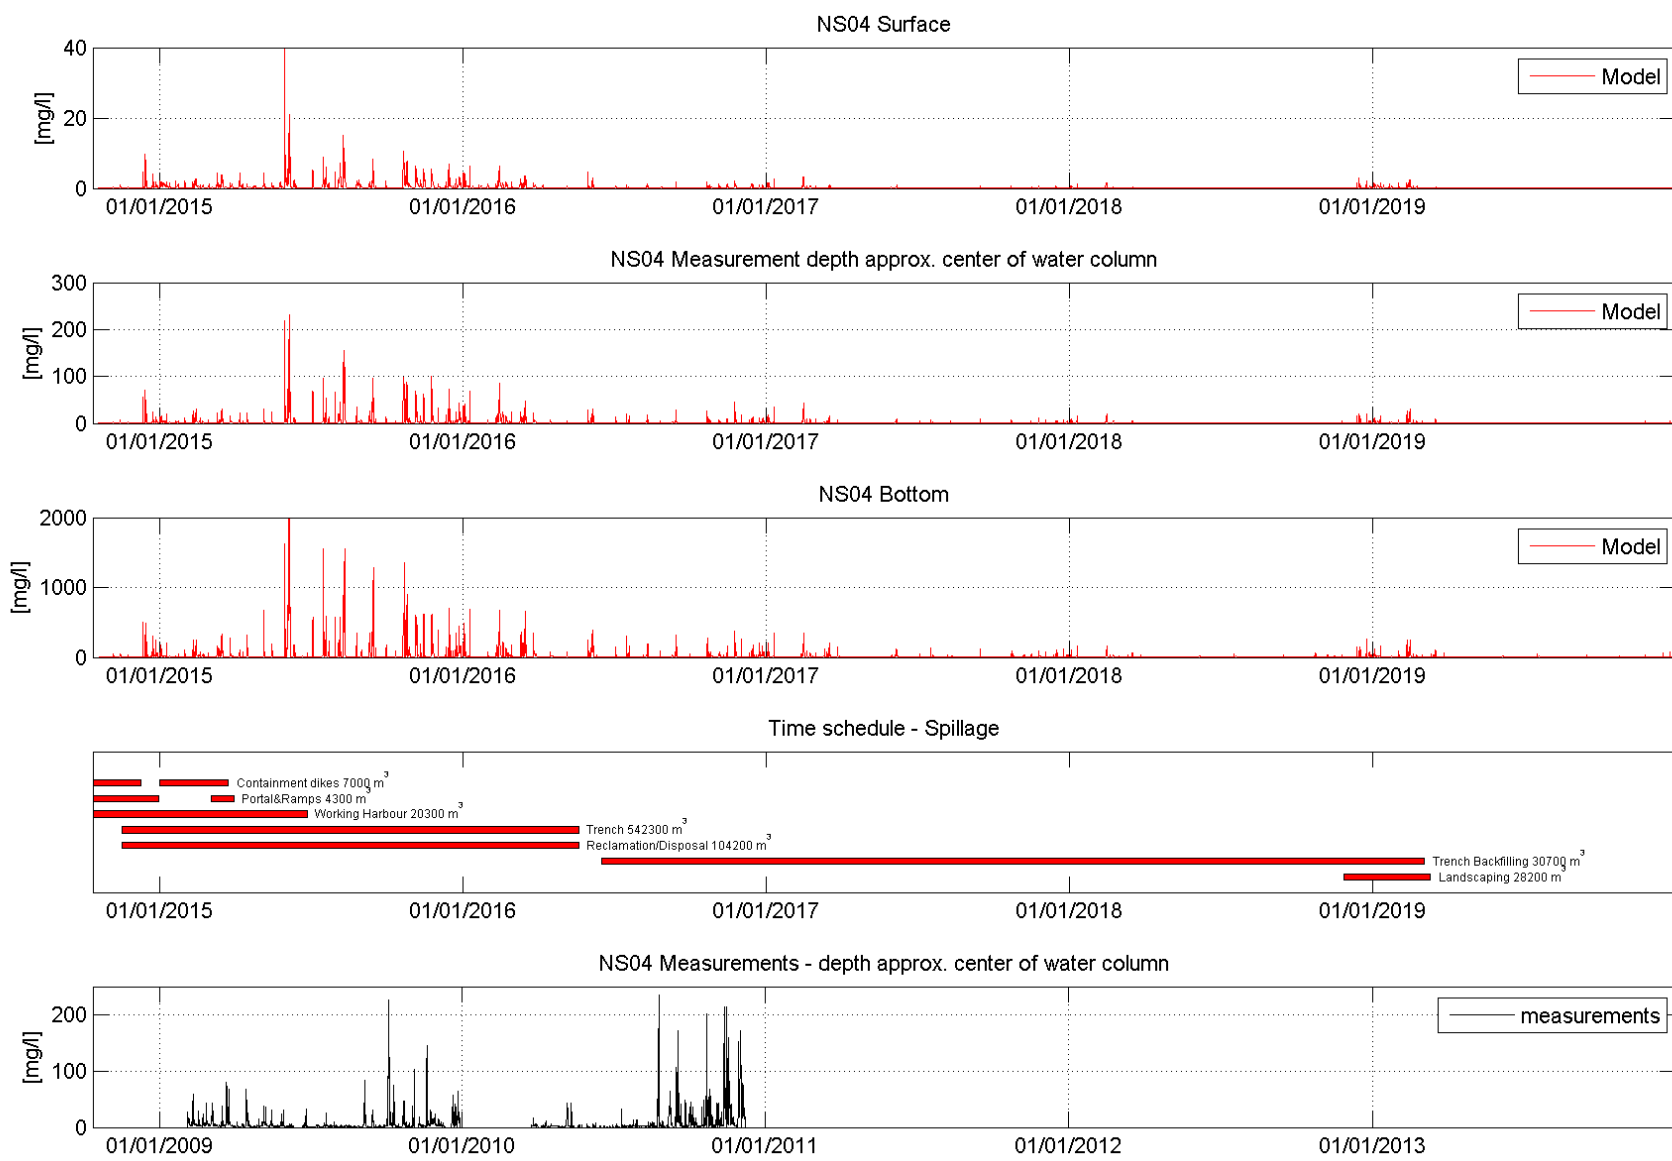 NS04 Surface
40
20
0
[mg/l]
Model
01/01/2015 01/01/2016 01/01/2017 01/01/2018 01/01/2019
NS04 Measurement depth approx. center of water column
300
200
100
0
[mg/l]
Model
01/01/2015 01/01/2016 01/01/2017 01/01/2018 01/01/2019
NS04 Bottom
2000
1000
0
[mg/l]
Model
01/01/2015 01/01/2016 01/01/2017 01/01/2018 01/01/2019
Time schedule - Spillage
Containment dikes 7000 m³
Portal&Ramps 4300 m³
Working Harbour 20300 m³
Trench 542300 m³
Reclamation/Disposal 104200 m³
Trench Backfilling 30700 m³
Landscaping 28200 m³
01/01/2015 01/01/2016 01/01/2017 01/01/2018 01/01/2019
NS04 Measurements - depth approx. center of water column
200
100
0
[mg/l]
measurements
01/01/2009 01/01/2010 01/01/2011 01/01/2012 01/01/2013